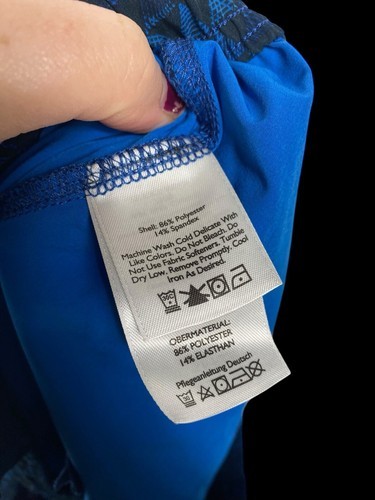 Shell: 86% Polyester
14% Spandex
Machine Wash Cold Delicate With
Like Colors. Do Not Bleach. Do
Not Use Fabric Softeners. Tumble
Dry Low, Remove Promptly. Cool
Iron As Desired.
OBERMATERIAL:
86% POLYESTER
14% ELASTHAN
Pflegeanleitung Deutsch